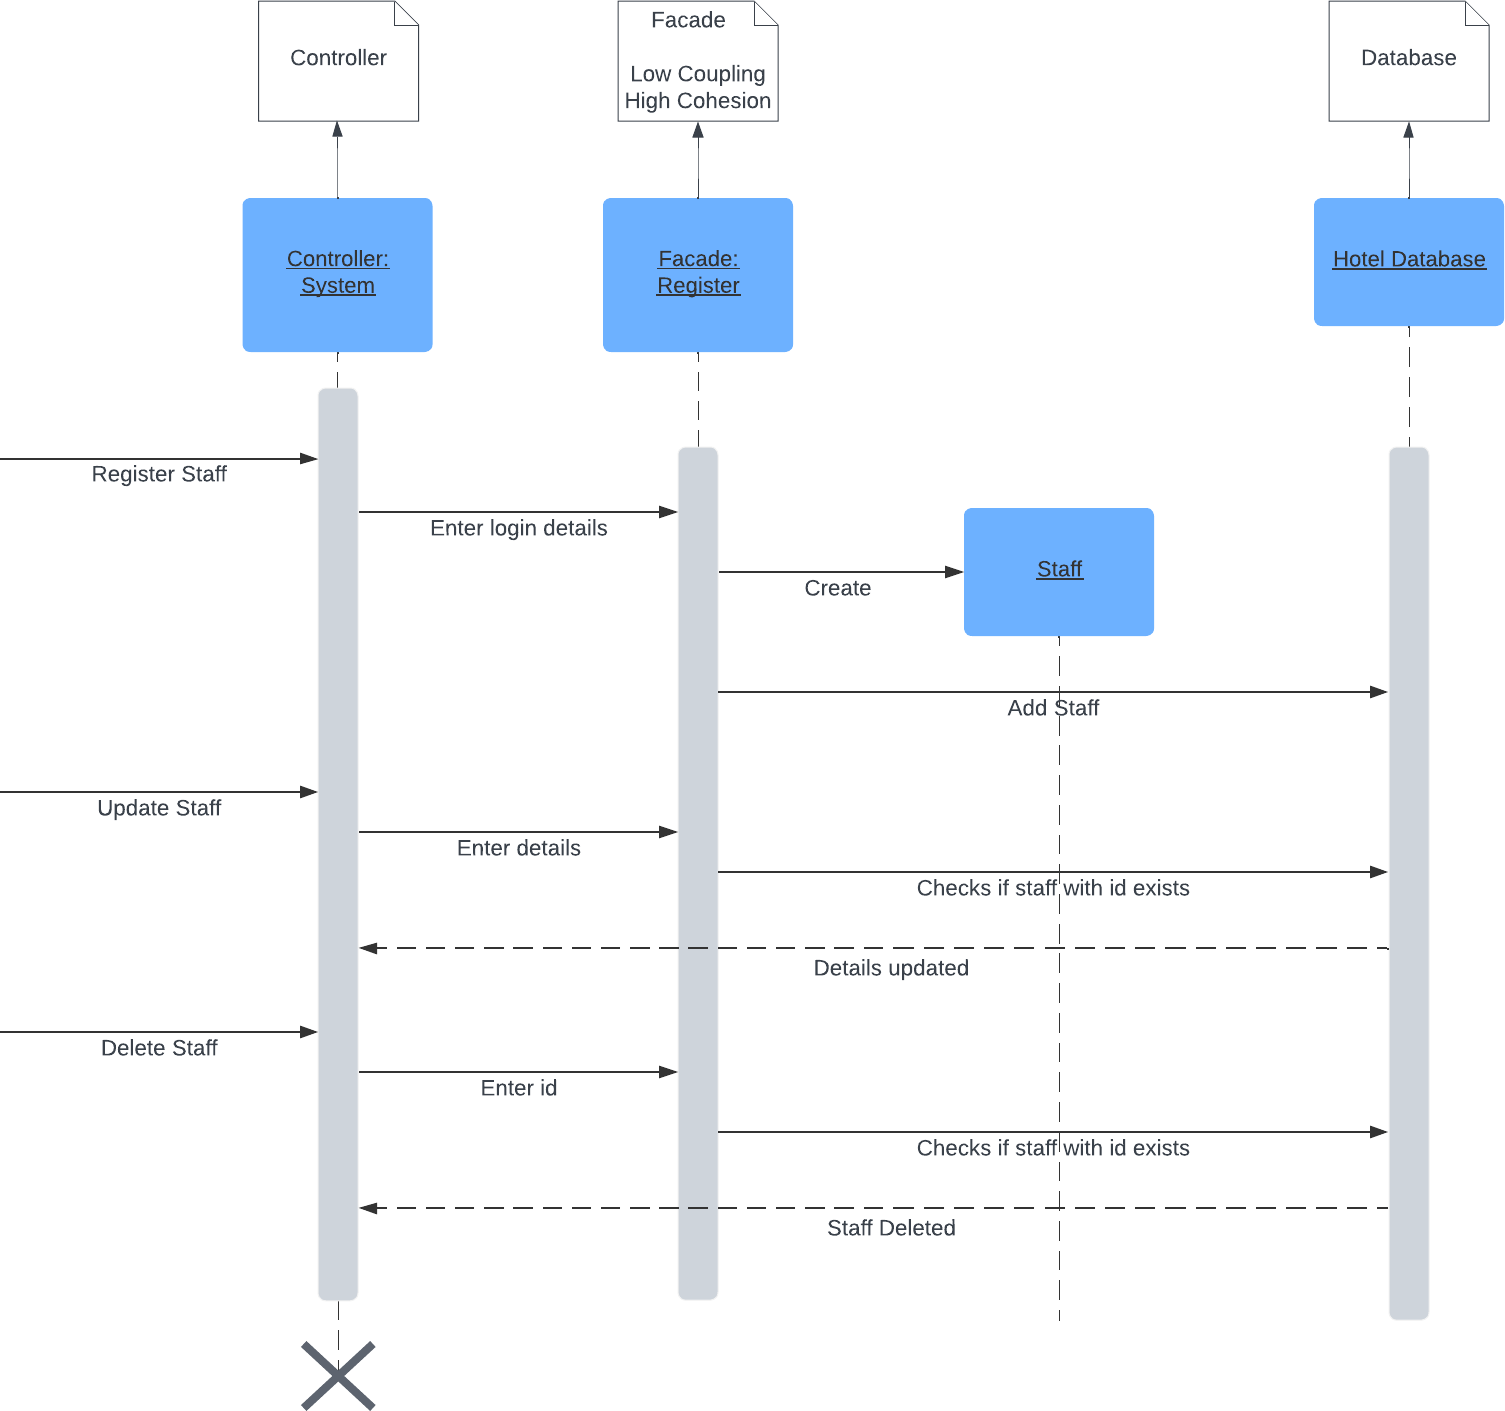 Controller
Facade
Low Coupling
High Cohesion
Database
Controller:
System
Facade:
Register
Hotel Database
Register Staff
Enter login details
Staff
Create
Add Staff
Update Staff
Enter details
Checks if staff with id exists
Details updated
Delete Staff
Enter id
Checks if staff with id exists
Staff Deleted